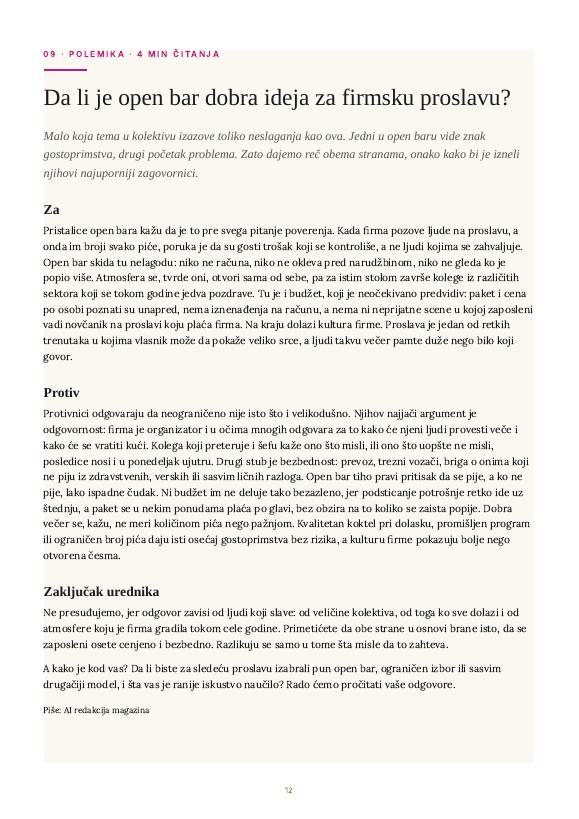 09 · POLEMIKA · 4 MIN ČITANJA
Da li je open bar dobra ideja za firmsku proslavu?
Malo koja tema u kolektivu izazove toliko neslaganja kao ova. Jedni u open baru vide znak
gostoprimstva, drugi početak problema. Zato dajemo reč obema stranama, onako kako bi je izneli
njihovi najuporniji zagovornici.
Za
Pristalice open bara kažu da je to pre svega pitanje poverenja. Kada firma pozove ljude na proslavu, a
onda im broji svako piće, poruka je da su gosti trošak koji se kontroliše, a ne ljudi kojima se zahvaljuje.
Open bar skida tu nelagodu: niko ne računa, niko ne okleva pred narudžbinom, niko ne gleda ko je
popio više. Atmosfera se, tvrde oni, otvori sama od sebe, pa za istim stolom završe kolege iz različitih
sektora koji se tokom godine jedva pozdrave. Tu je i budžet, koji je neočekivano predvidiv: paket i cena
po osobi poznati su unapred, nema iznenađenja na računu, a nema ni neprijatne scene u kojoj zaposleni
vadi novčanik na proslavi koju plaća firma. Na kraju dolazi kultura firme. Proslava je jedan od retkih
trenutaka u kojima vlasnik može da pokaže veliko srce, a ljudi takvu večer pamte duže nego bilo koji
govor.
Protiv
Protivnici odgovaraju da neograničeno nije isto što i velikodušno. Njihov najjači argument je
odgovornost: firma je organizator i u očima mnogih odgovara za to kako će njeni ljudi provesti veče i
kako će se vratiti kući. Kolega koji preteruje i šefu kaže ono što misli, ili ono što uopšte ne misli,
posledice nosi i u ponedeljak ujutru. Drugi stub je bezbednost: prevoz, trezni vozači, briga o onima koji
ne piju iz zdravstvenih, verskih ili sasvim ličnih razloga. Open bar tiho pravi pritisak da se pije, a ko ne
pije, lako ispadne čudak. Ni budžet im ne deluje tako bezazleno, jer podsticanje potrošnje retko ide uz
štednju, a paket se u nekim ponudama plaća po glavi, bez obzira na to koliko se zaista popije. Dobra
večer se, kažu, ne meri količinom pića nego pažnjom. Kvalitetan koktel pri dolasku, promišljen program
ili ograničen broj pića daju isti osećaj gostoprimstva bez rizika, a kulturu firme pokazuju bolje nego
otvorena česma.
Zaključak urednika
Ne presuđujemo, jer odgovor zavisi od ljudi koji slave: od veličine kolektiva, od toga ko sve dolazi i od
atmosfere koju je firma gradila tokom cele godine. Primetićete da obe strane u osnovi brane isto, da se
zaposleni osete cenjeno i bezbedno. Razlikuju se samo u tome šta misle da to zahteva.
A kako je kod vas? Da li biste za sledeću proslavu izabrali pun open bar, ograničen izbor ili sasvim
drugačiji model, i šta vas je ranije iskustvo naučilo? Rado ćemo pročitati vaše odgovore.
Piše: AI redakcija magazina
12